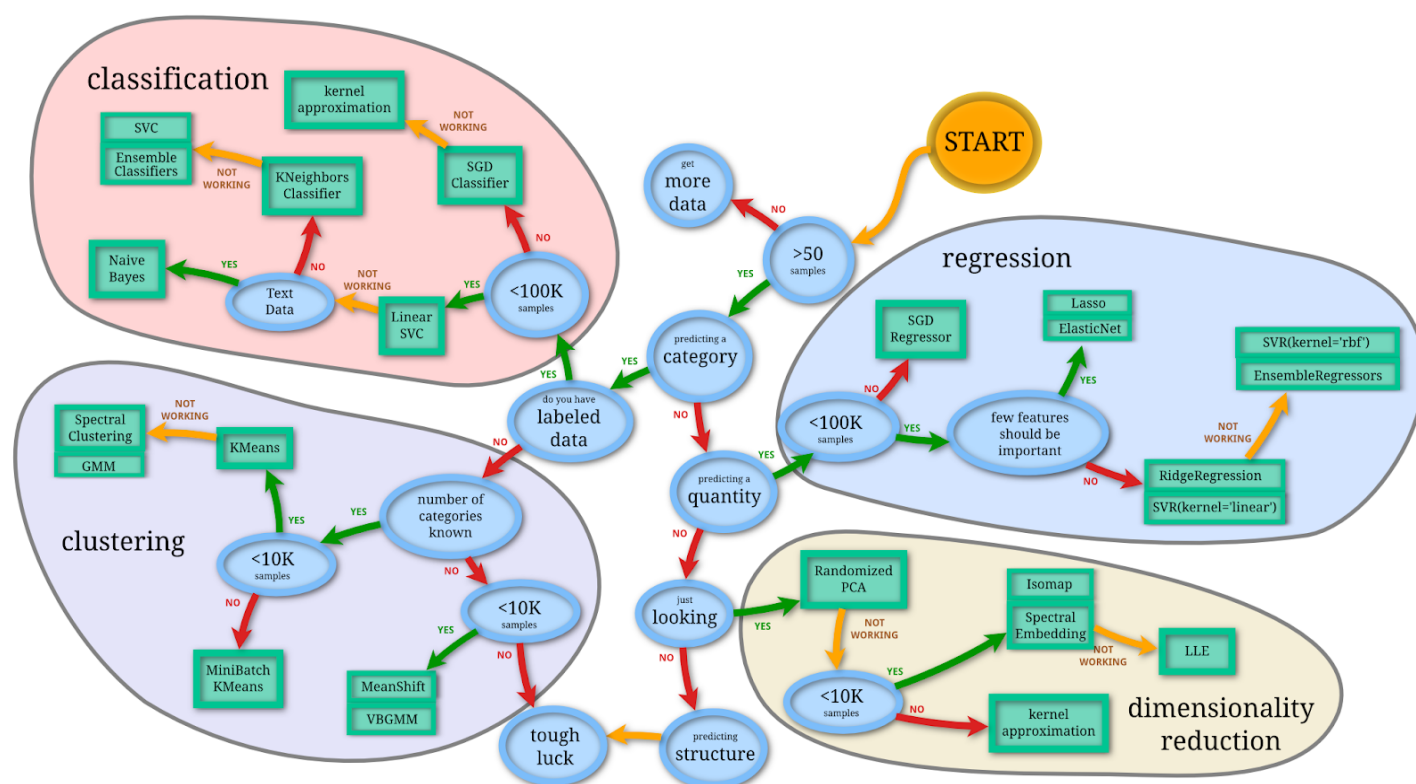 classification
kernel
approximation
NOT
WORKING
SVC
Ensemble
Classifiers
NOT
WORKING
KNeighbors
Classifier
SGD
Classifier
NO
Naive
Bayes
YES
NO
Text
Data
NOT
WORKING
Linear
SVC
YES
<100K
samples
YES
START
get
more
data
NO
>50
samples
YES
predicting a
category
YES
NO
do you have
labeled
data
NO
predicting a
quantity
YES
NO
just
looking
YES
NO
predicting
structure
tough
luck
regression
SGD
Regressor
NO
<100K
samples
YES
Lasso
ElasticNet
YES
few features
should be
important
NO
SVR(kernel='rbf')
EnsembleRegressors
NOT
WORKING
RidgeRegression
SVR(kernel='linear')
clustering
Spectral
Clustering
GMM
NOT
WORKING
KMeans
YES
<10K
samples
YES
number of
categories
known
NO
NO
MiniBatch
KMeans
<10K
samples
YES
NO
MeanShift
VBGMM
Randomized
PCA
NOT
WORKING
<10K
samples
YES
NO
Isomap
Spectral
Embedding
NOT
WORKING
LLE
kernel
approximation
dimensionality
reduction